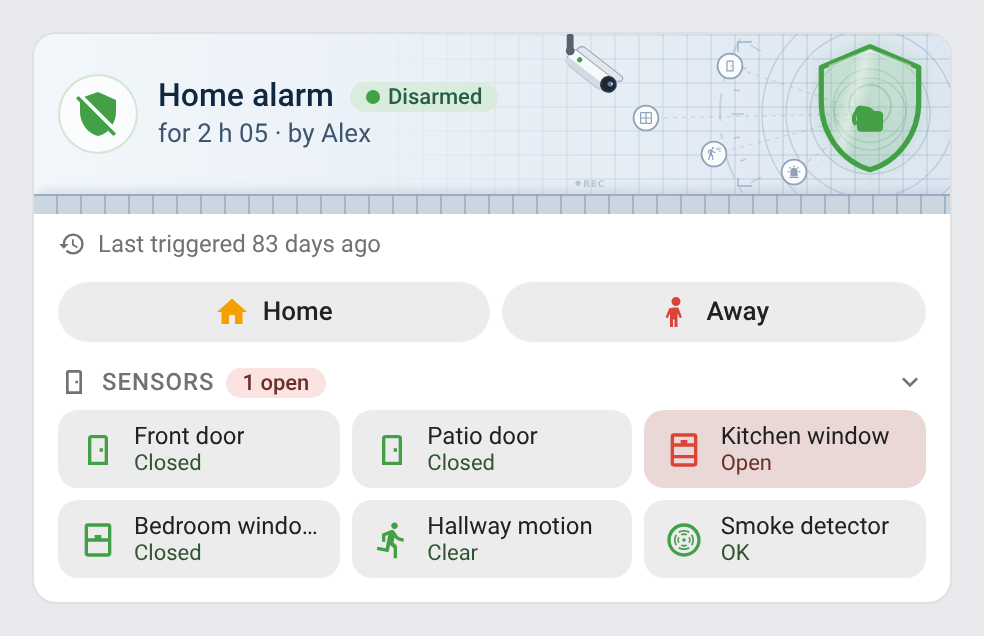 Home alarm
Disarmed
for 2 h 05 · by Alex
REC
Last triggered 83 days ago
Home
Away
SENSORS
1 open
Front door
Closed
Patio door
Closed
Kitchen window
Open
Bedroom windo...
Closed
Hallway motion
Clear
Smoke detector
OK